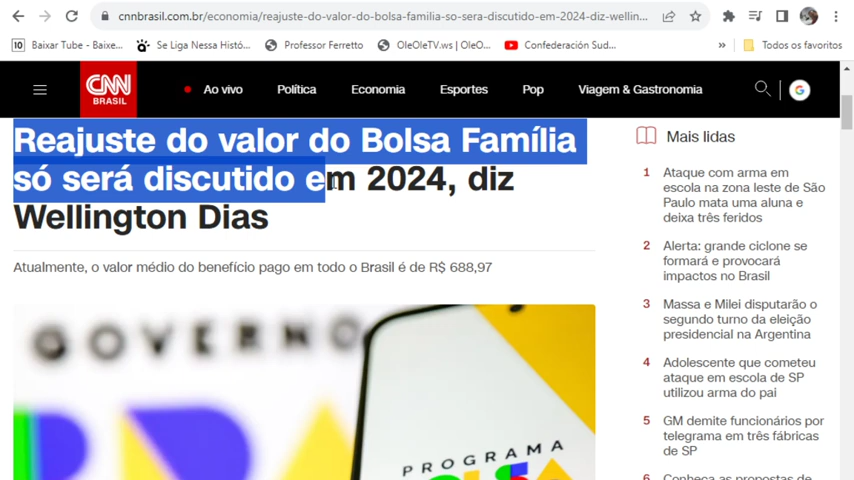 cnnbrasil.com.br/economia/reajuste-do-valor-do-bolsa-familia-so-sera-discutido-em-2024-diz-wellin...
10 Baixar Tube - Baixe...
Se Liga Nessa Histó...
Professor Ferretto
OleOleTV.ws | OleO...
Confederación Sud...
»
Todos os favoritos
CNN
BRASIL
Ao vivo
Política
Economia
Esportes
Pop
Viagem & Gastronomia
G
Reajuste do valor do Bolsa Família
só será discutido em 2024, diz
Wellington Dias
Atualmente, o valor médio do benefício pago em todo o Brasil é de R$ 688,97
GOVERNO
PROGRAMA
Mais lidas
1 Ataque com arma em
escola na zona leste de São
Paulo mata uma aluna e
deixa três feridos
2 Alerta: grande ciclone se
formará e provocará
impactos no Brasil
3 Massa e Milei disputarão o
segundo turno da eleição
presidencial na Argentina
4 Adolescente que cometeu
ataque em escola de SP
utilizou arma do pai
5 GM demite funcionários por
telegrama em três fábricas
de SP
6 Conheça as propostas de